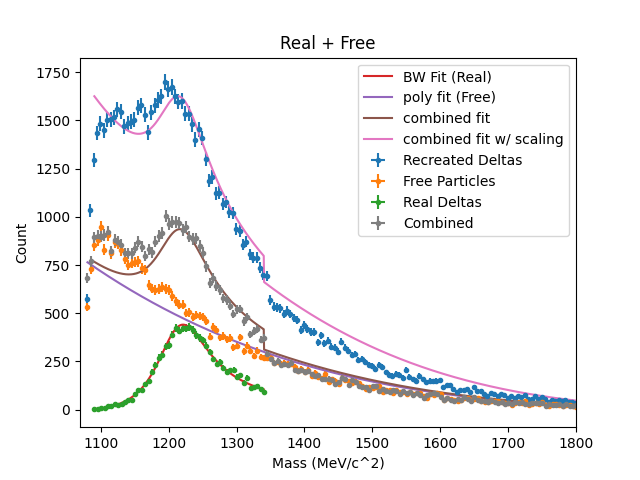 Real + Free
BW Fit (Real)
poly fit (Free)
combined fit
combined fit w/ scaling
Recreated Deltas
Free Particles
Real Deltas
Combined
Count
1750
1500
1250
1000
750
500
250
0
1100 1200 1300 1400 1500 1600 1700 1800
Mass (MeV/c^2)